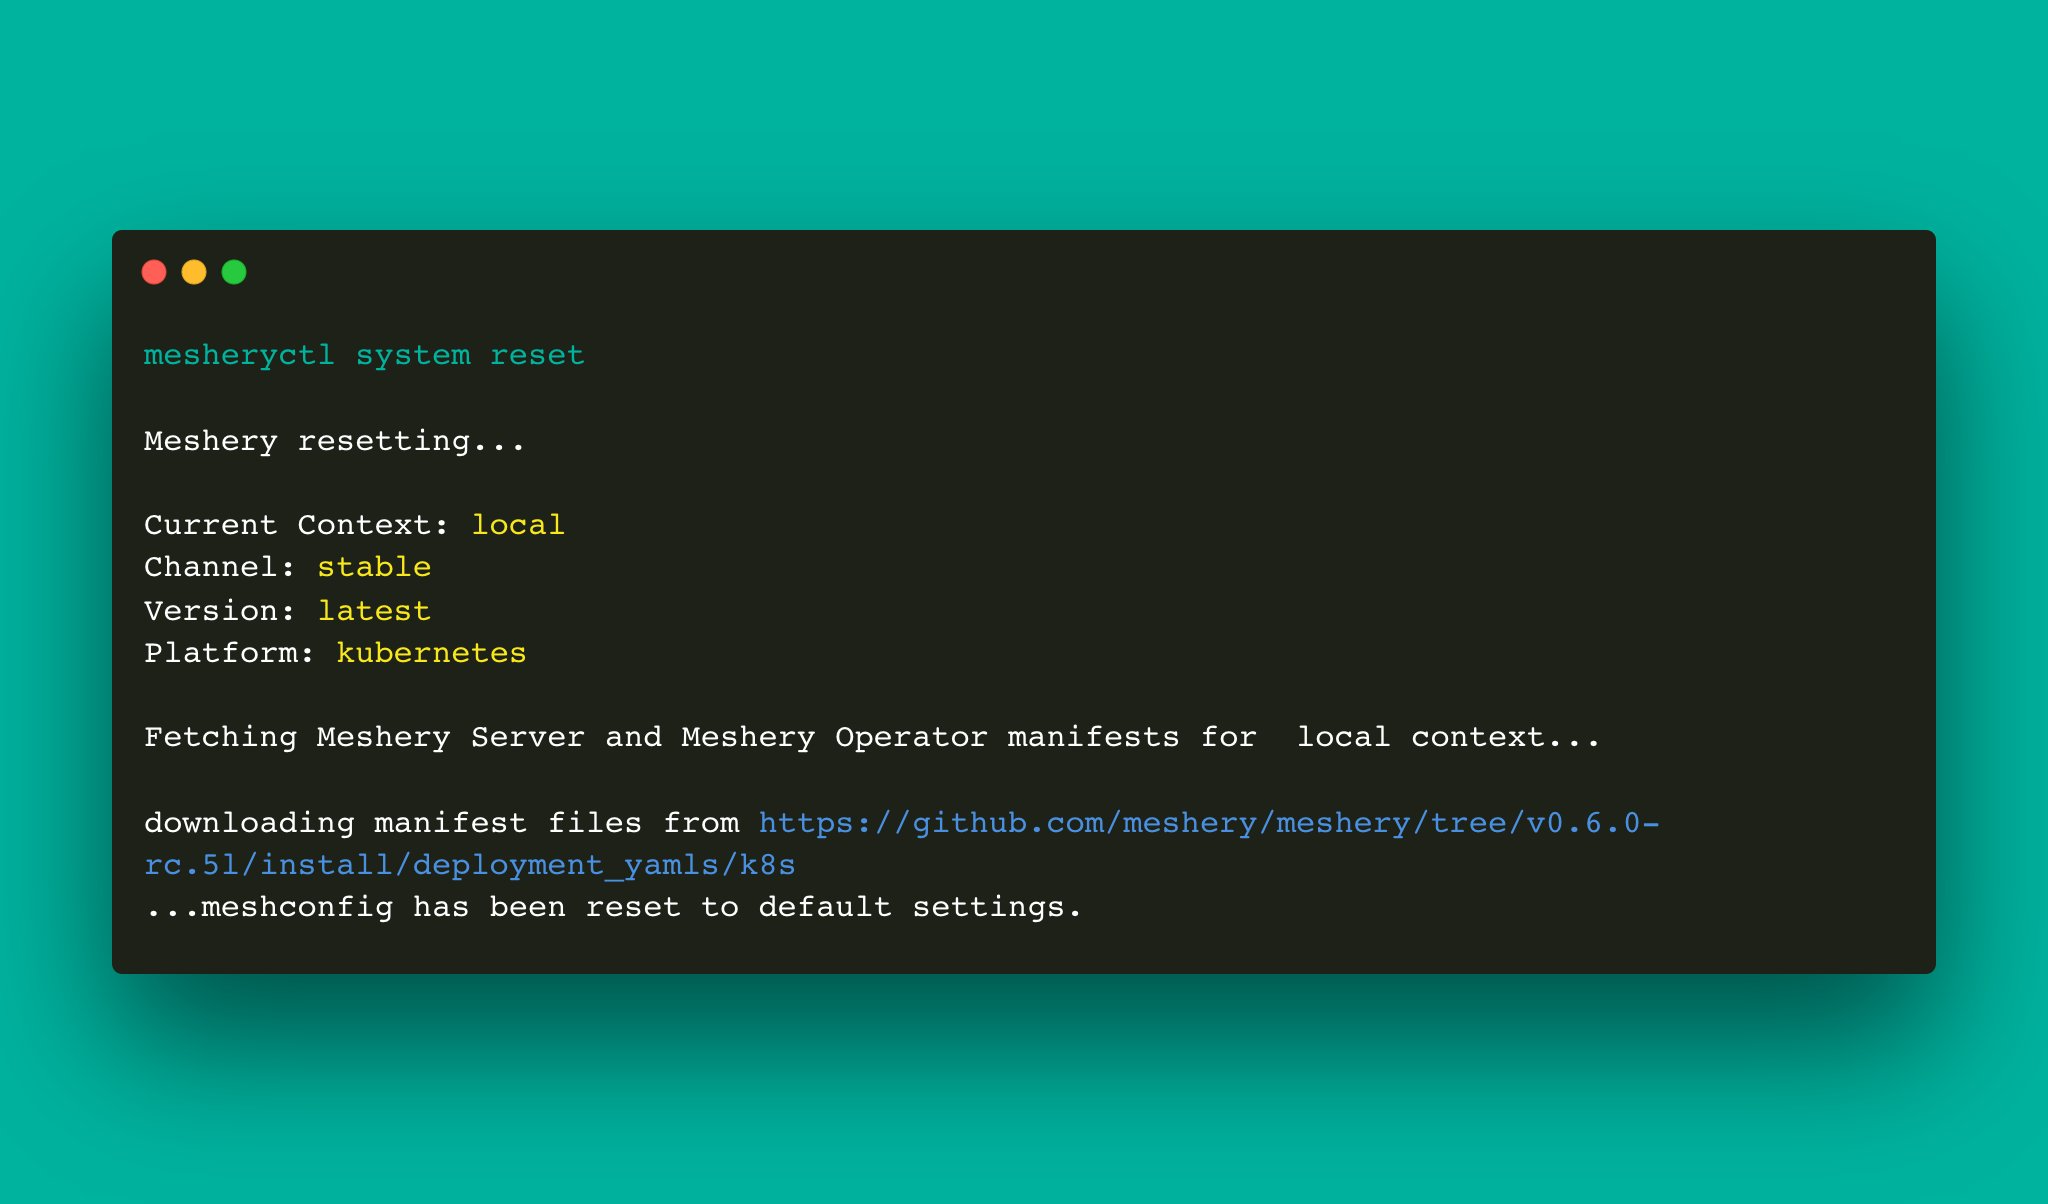 mesheryctl system reset
Meshery resetting...
Current Context: local
Channel: stable
Version: latest
Platform: kubernetes
Fetching Meshery Server and Meshery Operator manifests for  local context...
downloading manifest files from https://github.com/meshery/meshery/tree/v0.6.0-
rc.5l/install/deployment_yamls/k8s
...meshconfig has been reset to default settings.